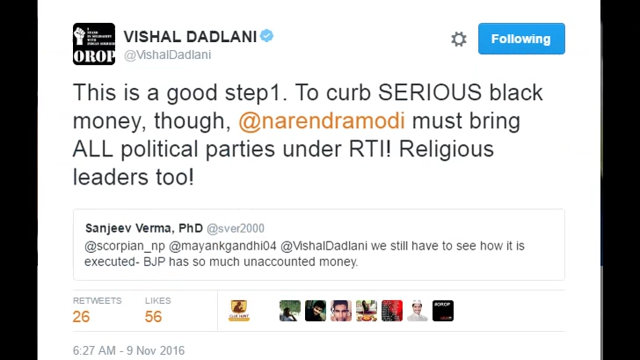 VISHAL DADLANI
@VishalDadlani
Following
OROP
This is a good step1. To curb SERIOUS black
money, though, @narendramodi must bring
ALL political parties under RTI! Religious
leaders too!
Sanjeev Verma, PhD @sver2000
@scorpian_np @mayankgandhi04 @VishalDadlani we still have to see how it is
executed- BJP has so much unaccounted money.
RETWEETS LIKES
26 56
6:27 AM - 9 Nov 2016